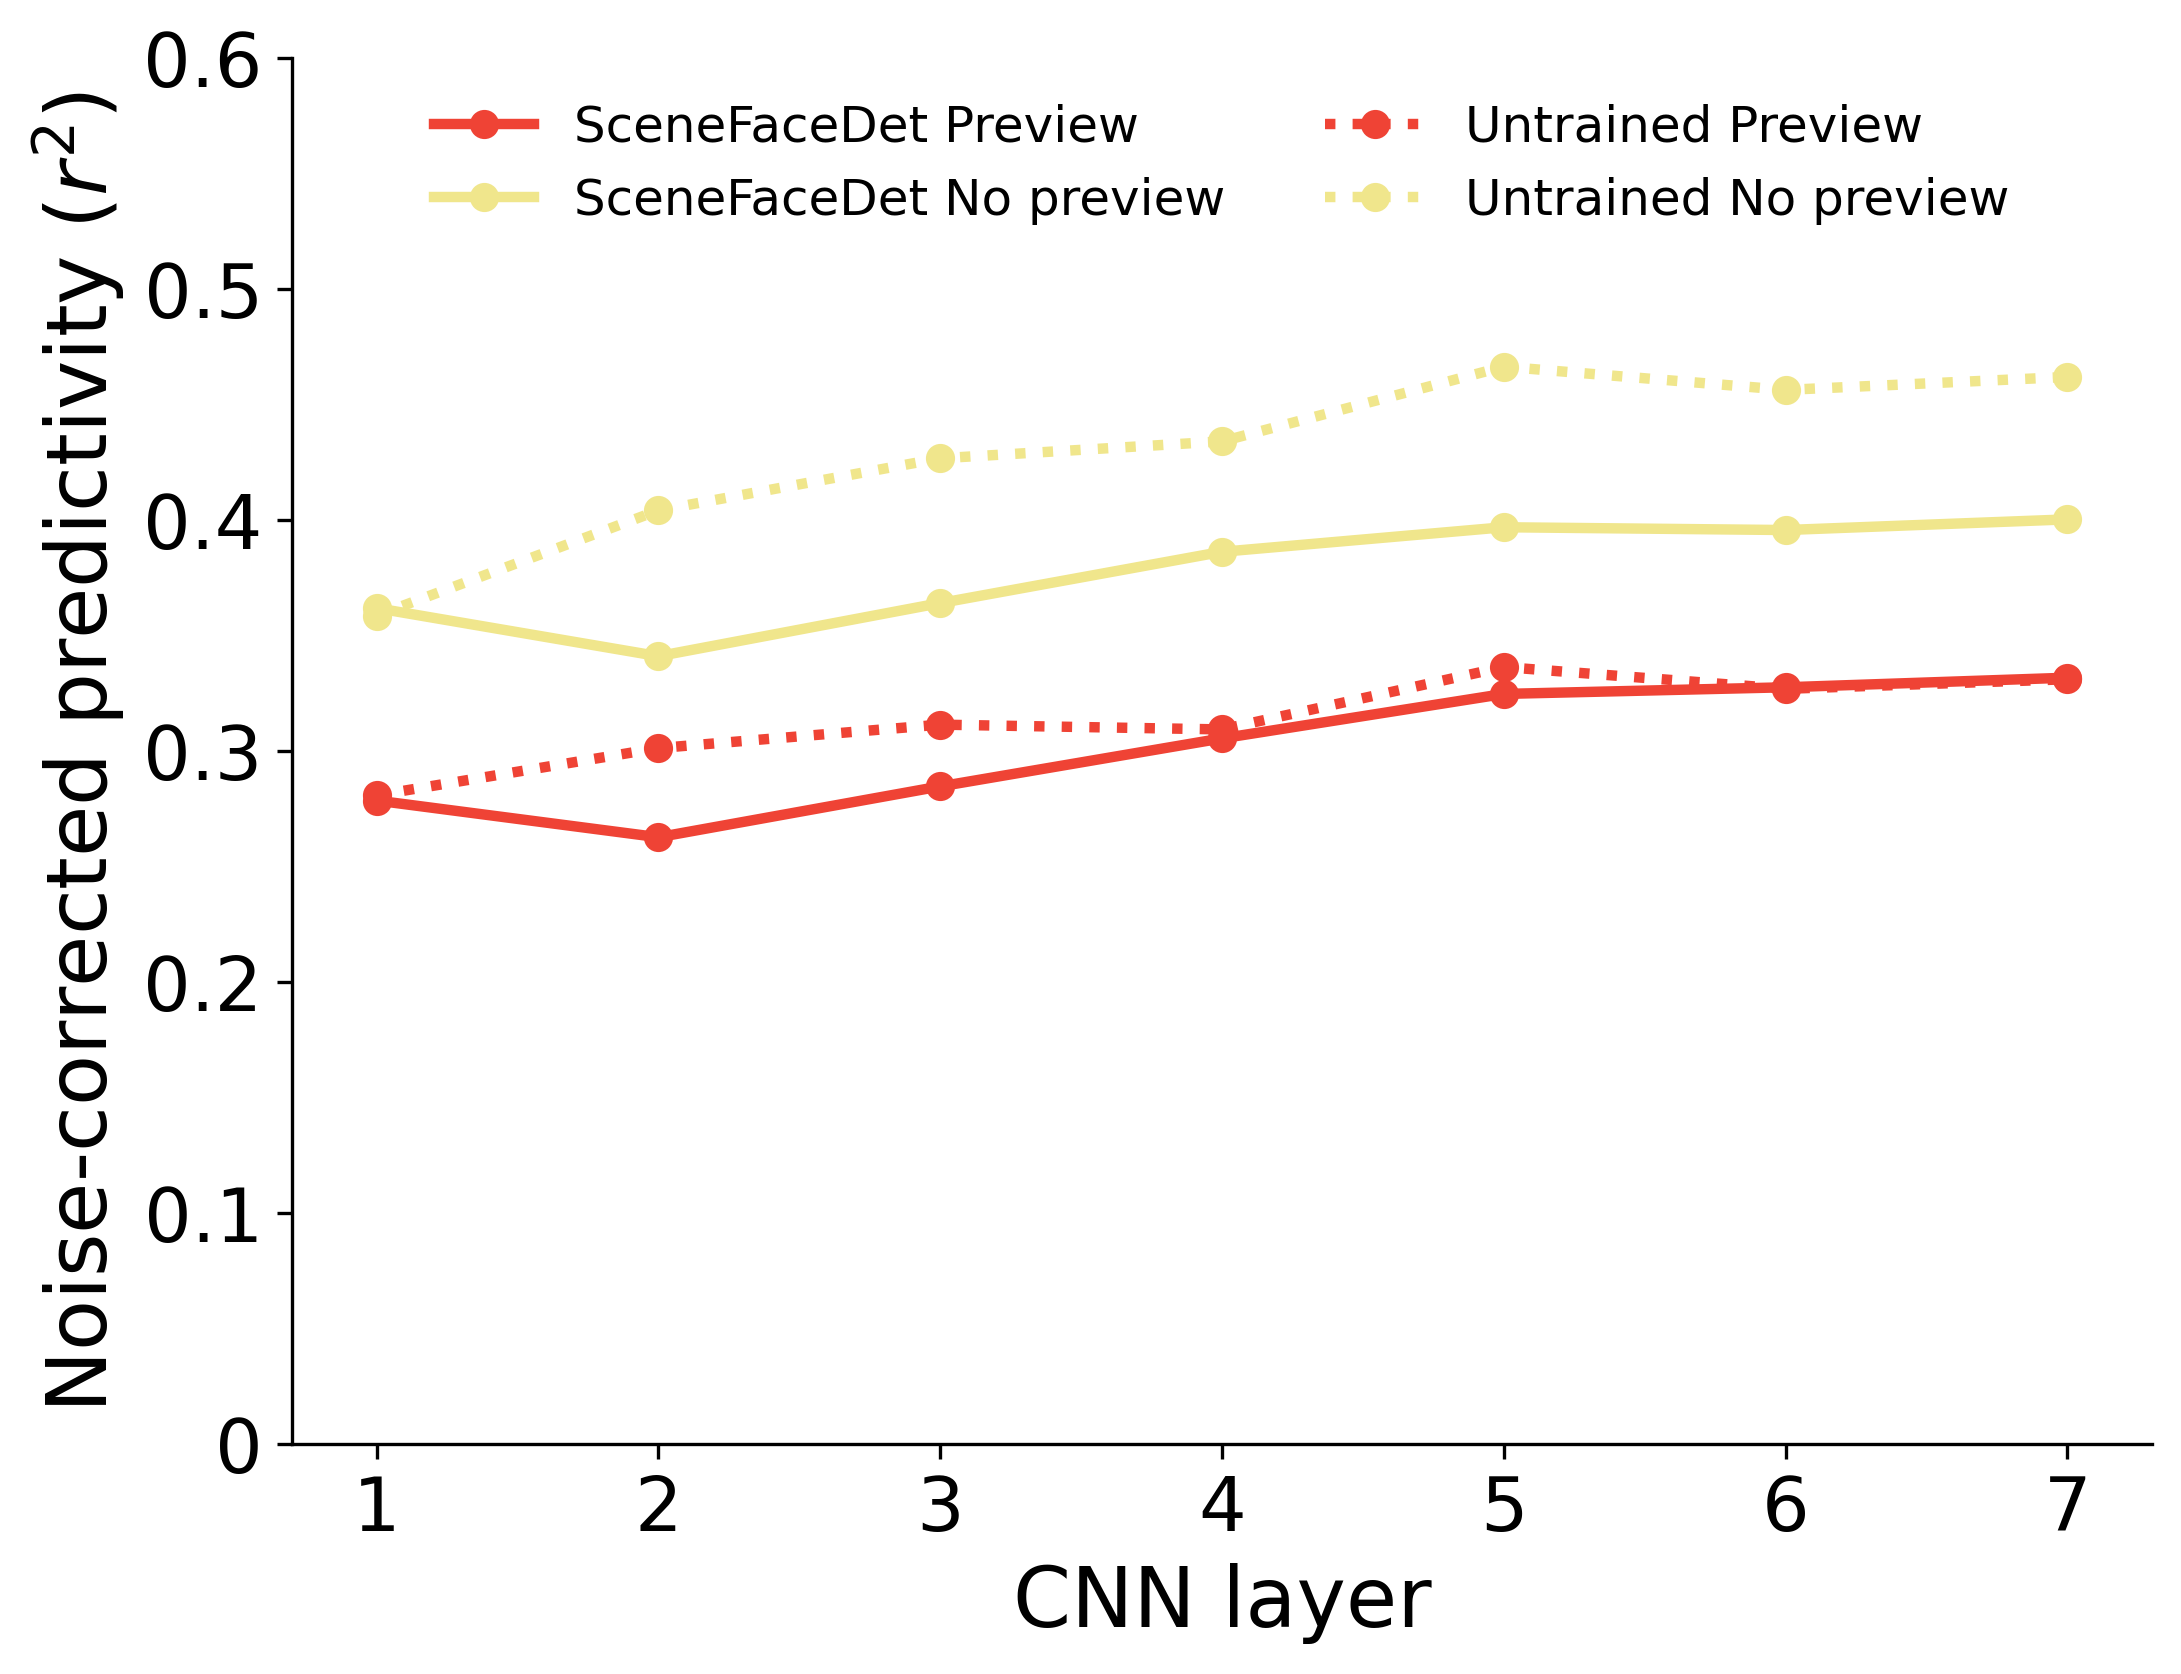 Noise-corrected predictivity (r²)
0.6
0.5
0.4
0.3
0.2
0.1
0
SceneFaceDet Preview
SceneFaceDet No preview
Untrained Preview
Untrained No preview
1 2 3 4 5 6 7
CNN layer